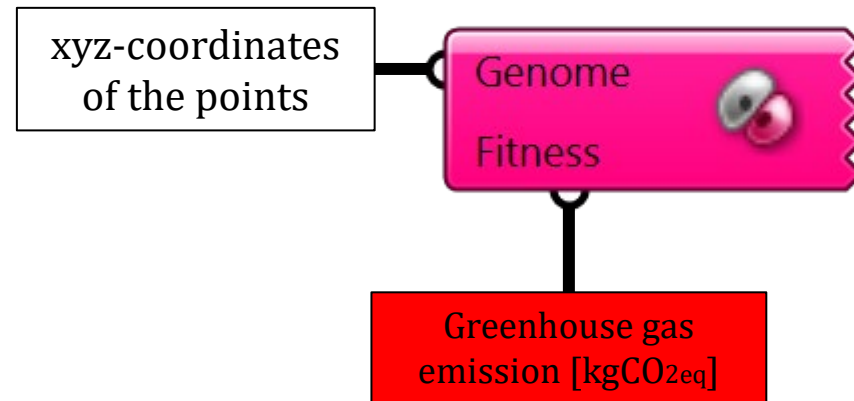 xyz-coordinates
of the points
Genome
Fitness
Greenhouse gas
emission [kgCO2eq]